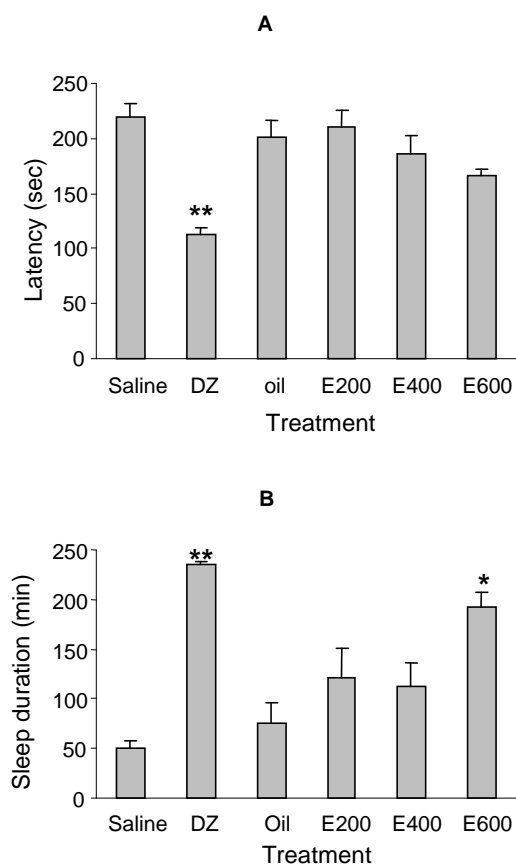 A
Latency (sec)
250
200
150
100
50
0
**
Saline DZ oil E200 E400 E600
Treatment
B
Sleep duration (min)
250
200
150
100
50
0
**
*
Saline DZ Oil E200 E400 E600
Treatment